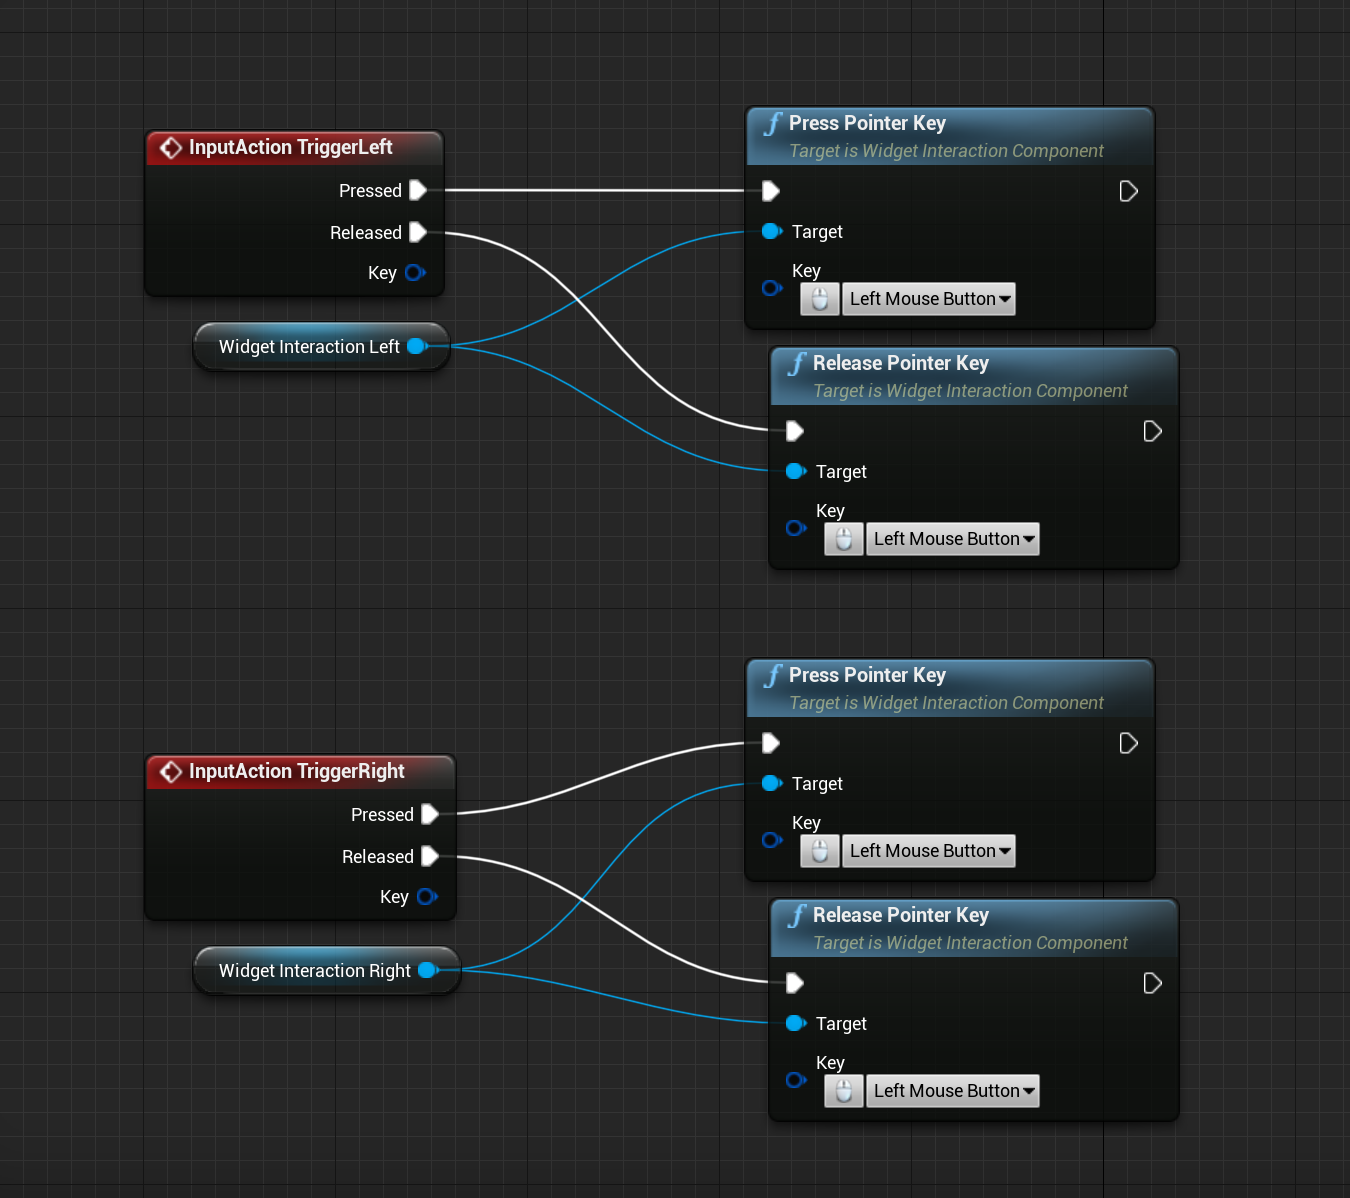 InputAction TriggerLeft
Pressed
Released
Key
Widget Interaction Left
Press Pointer Key
Target is Widget Interaction Component
Target
Key
Left Mouse Button
Release Pointer Key
Target is Widget Interaction Component
Target
Key
Left Mouse Button
InputAction TriggerRight
Pressed
Released
Key
Widget Interaction Right
Press Pointer Key
Target is Widget Interaction Component
Target
Key
Left Mouse Button
Release Pointer Key
Target is Widget Interaction Component
Target
Key
Left Mouse Button